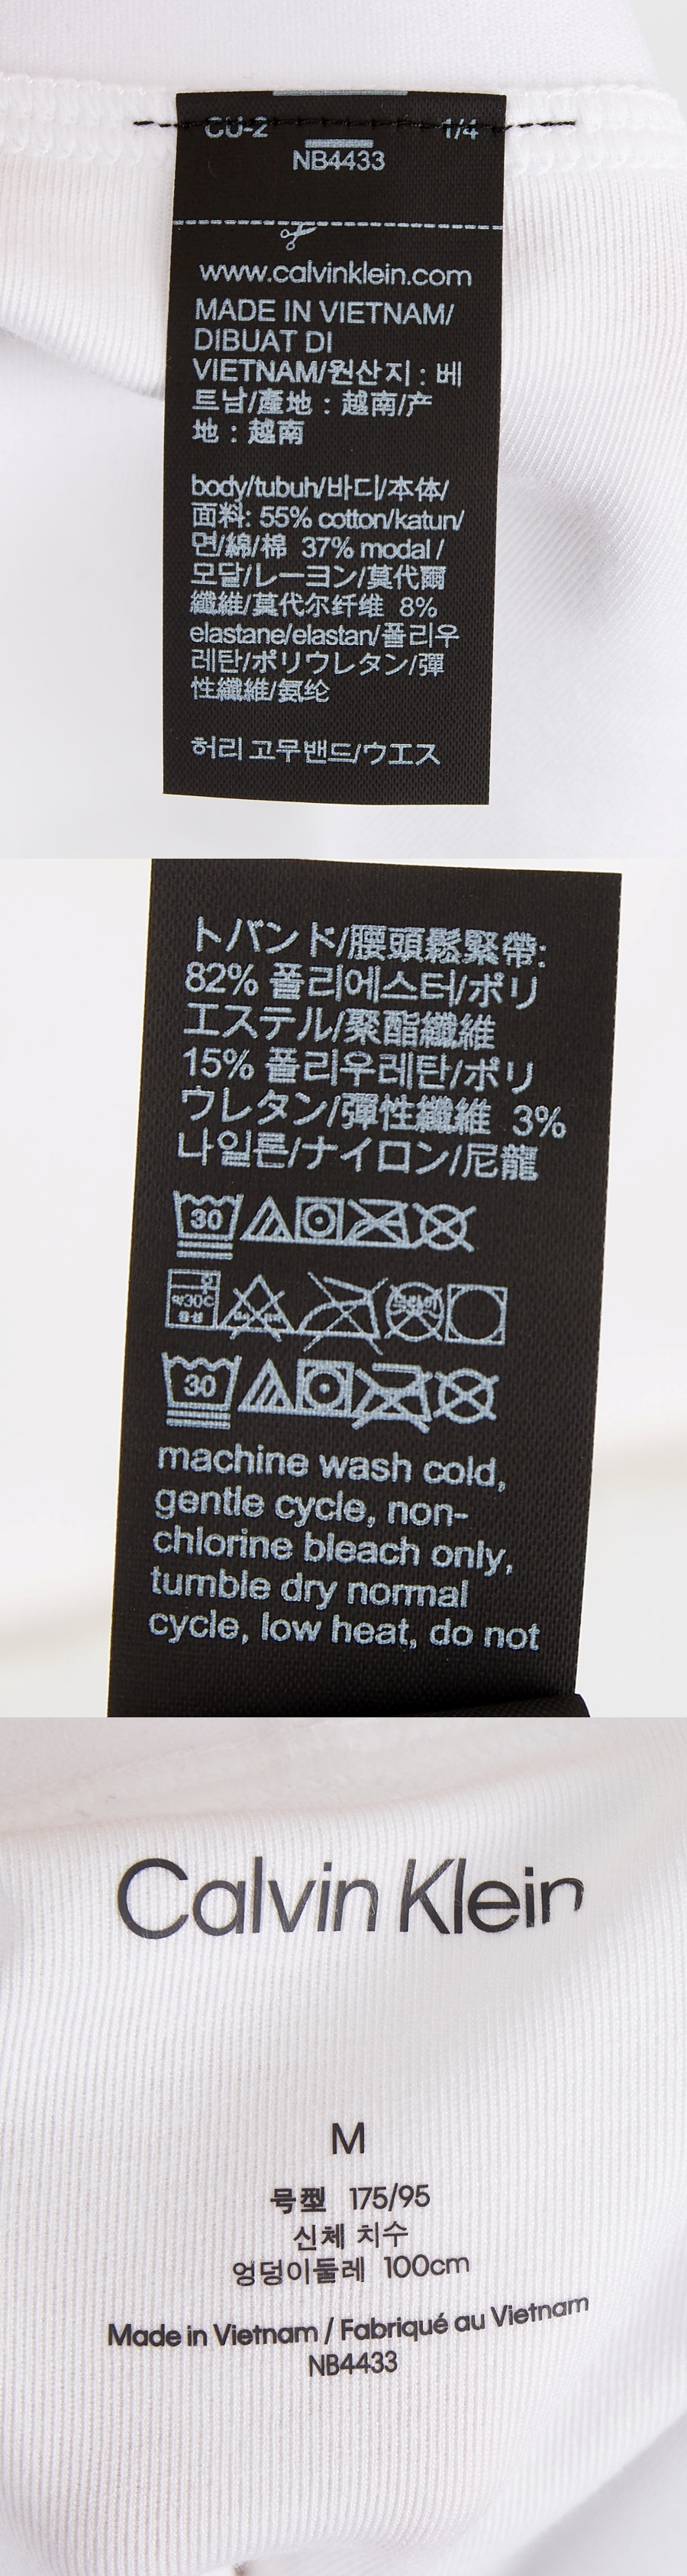 CU-2 1/4
NB4433
www.calvinklein.com
MADE IN VIETNAM/
DIBUAT DI
VIETNAM/원산지 : 베
트남/產地 : 越南/产
地 : 越南
body/tubuh/바디/本体/
面料: 55% cotton/katun/
면/綿/棉 37% modal /
모달/レーヨン/莫代爾
纖維/莫代尔纤维 8%
elastane/elastan/폴리우
레탄/ポリウレタン/彈
性纖維/氨纶
허리 고무밴드/ウエス
トバンド/腰頭鬆緊帶:
82% 폴리에스터/ポリ
エステル/聚酯纖維
15% 폴리우레탄/ポリ
ウレタン/彈性纖維 3%
나일론/ナイロン/尼龍
30
약30℃
중성
30
machine wash cold,
gentle cycle, non-
chlorine bleach only,
tumble dry normal
cycle, low heat, do not
Calvin Klein
M
号型 175/95
신체 치수
엉덩이둘레 100cm
Made in Vietnam / Fabriqué au Vietnam
NB4433